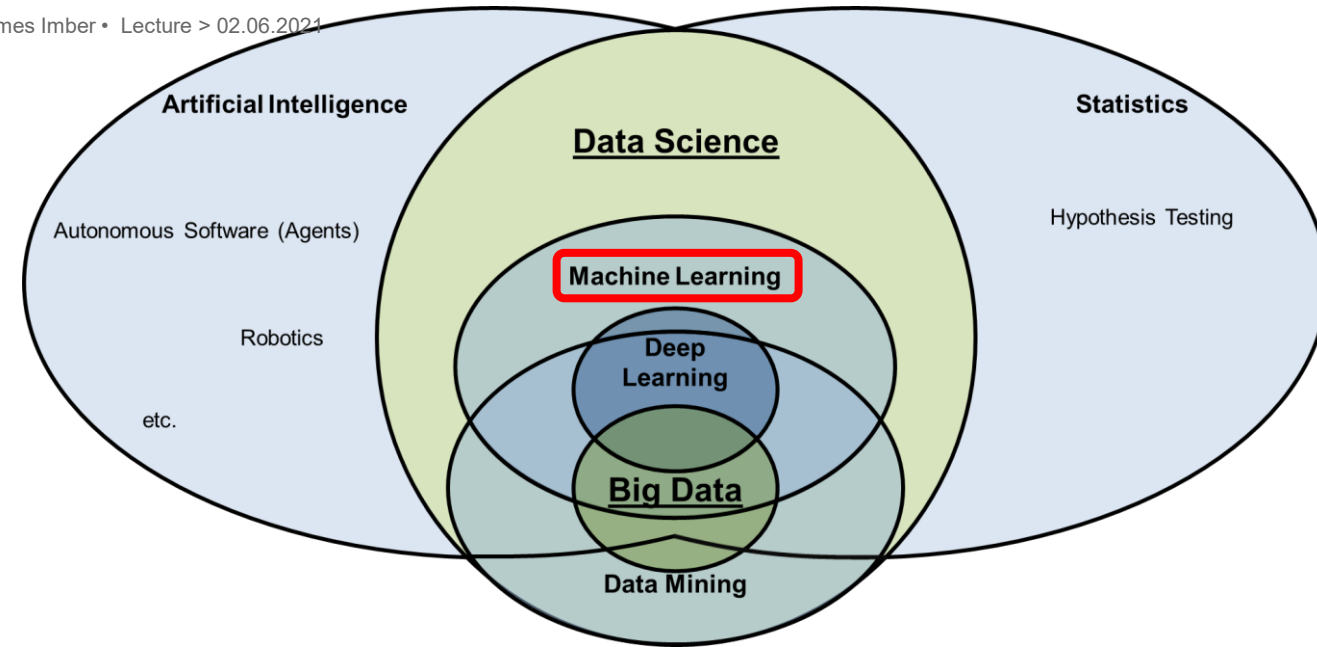 mes Imber • Lecture > 02.06.2021
Artificial Intelligence
Statistics
Data Science
Autonomous Software (Agents)
Hypothesis Testing
Machine Learning
Robotics
Deep
Learning
etc.
Big Data
Data Mining